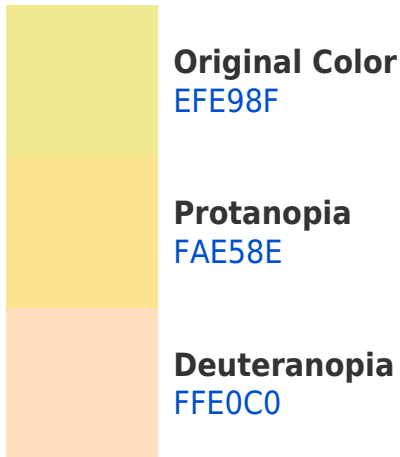 Original Color
EFE98F
Protanopia
FAE58E
Deuteranopia
FFE0C0